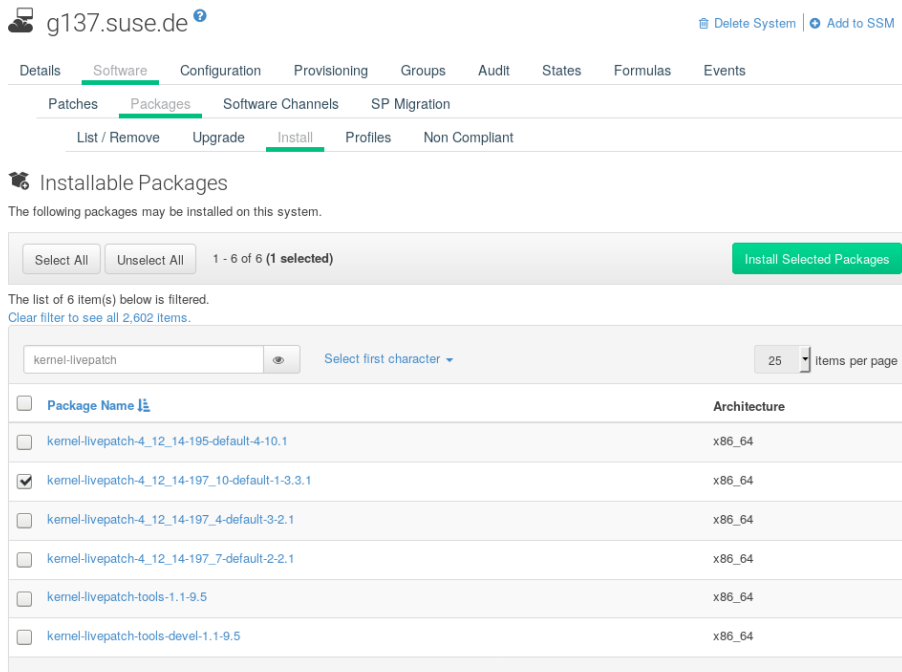 g137.suse.de ?
Delete System | Add to SSM
Details Software Configuration Provisioning Groups Audit States Formulas Events
Patches Packages Software Channels SP Migration
List / Remove Upgrade Install Profiles Non Compliant
Installable Packages
The following packages may be installed on this system.
Select All Unselect All 1 - 6 of 6 (1 selected) Install Selected Packages
The list of 6 item(s) below is filtered.
Clear filter to see all 2,602 items.
kernel-livepatch Select first character 25 items per page
Package Name Architecture
kernel-livepatch-4_12_14-195-default-4-10.1 x86_64
kernel-livepatch-4_12_14-197_10-default-1-3.3.1 x86_64
kernel-livepatch-4_12_14-197_4-default-3-2.1 x86_64
kernel-livepatch-4_12_14-197_7-default-2-2.1 x86_64
kernel-livepatch-tools-1.1-9.5 x86_64
kernel-livepatch-tools-devel-1.1-9.5 x86_64